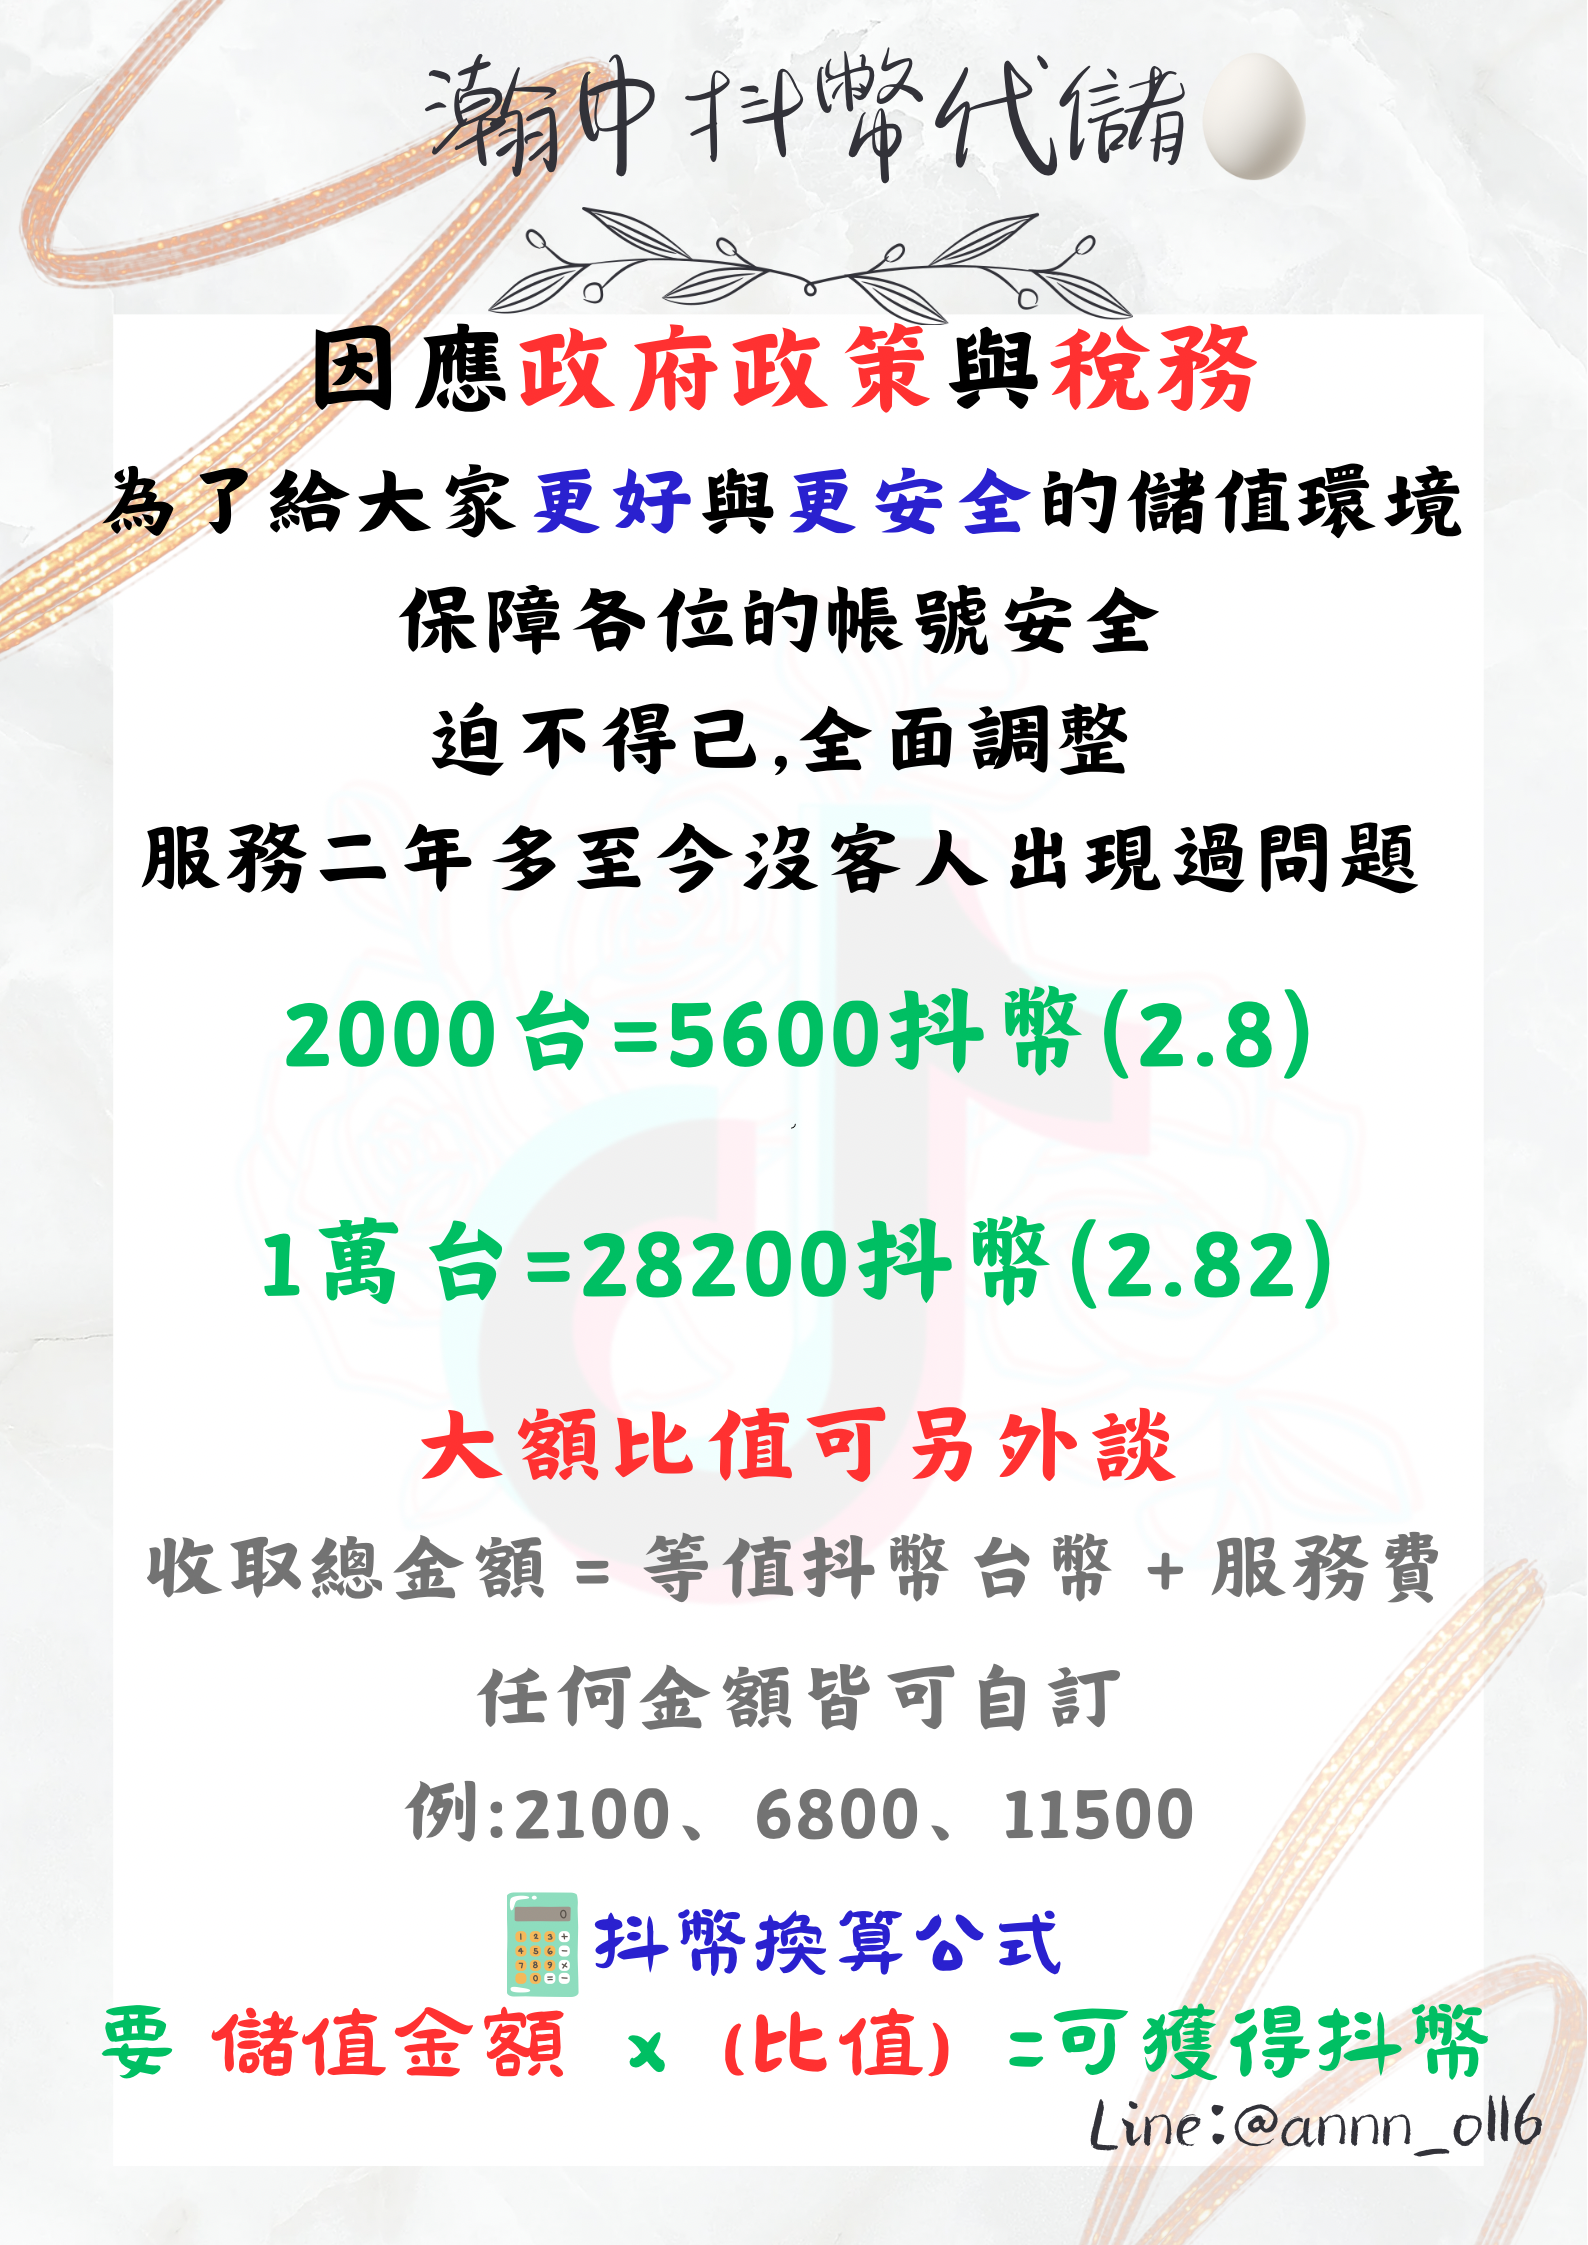 瀚中抖幣代儲
因應政府政策與稅務
為了給大家更好與更安全的儲值環境
保障各位的帳號安全
迫不得己,全面調整
服務二年多至今沒客人出現過問題
2000台=5600抖幣(2.8)
1萬台=28200抖幣(2.82)
大額比值可另外談
收取總金額 = 等值抖幣台幣 + 服務費
任何金額皆可自訂
例:2100、6800、11500
抖幣換算公式
要 儲值金額 x (比值) =可獲得抖幣
Line:@annn_0116